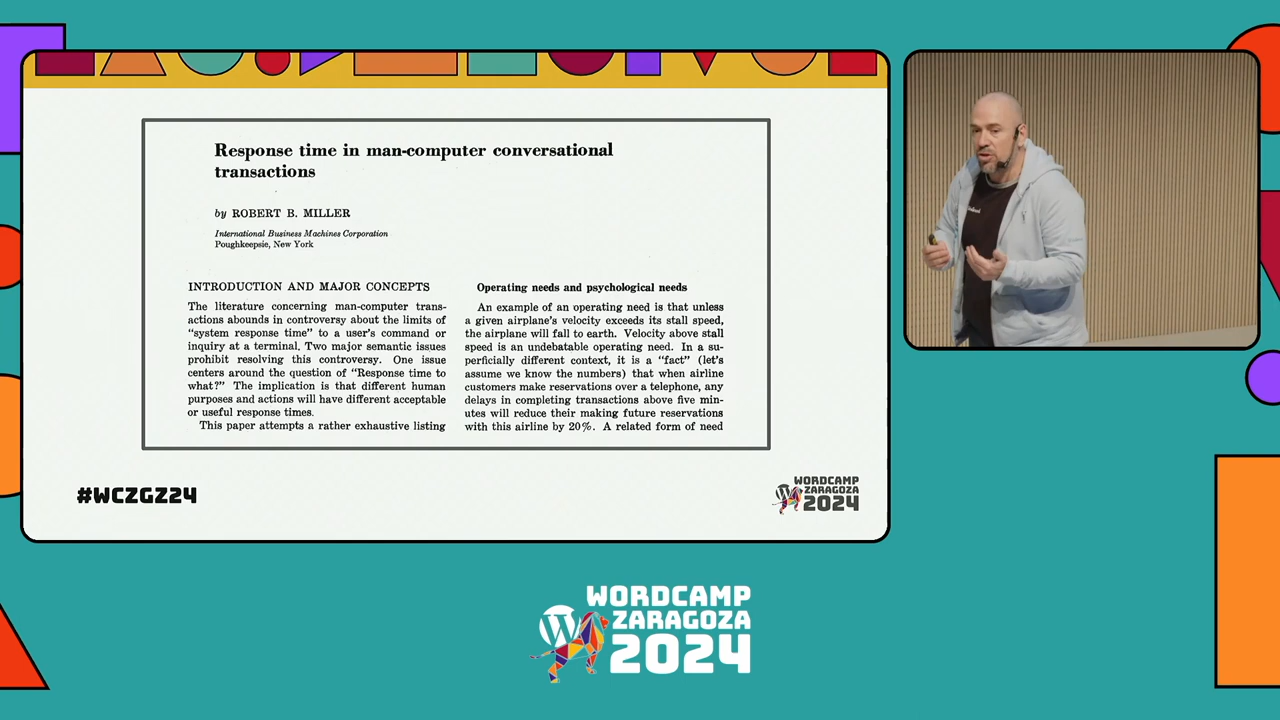 Response time in man-computer conversational
transactions
by ROBERT B. MILLER
International Business Machines Corporation
Poughkeepsie, New York
INTRODUCTION AND MAJOR CONCEPTS
The literature concerning man-computer trans-
actions abounds in controversy about the limits of
“system response time” to a user's command or
inquiry at a terminal. Two major semantic issues
prohibit resolving this controversy. One issue
centers around the question of “Response time to
what?” The implication is that different human
purposes and actions will have different acceptable
or useful response times.
This paper attempts a rather exhaustive listing
Operating needs and psychological needs
An example of an operating need is that unless
a given airplane's velocity exceeds its stall speed,
the airplane will fall to earth. Velocity above stall
speed is an undebatable operating need. In a su-
perficially different context, it is a “fact” (let's
assume we know the numbers) that when airline
customers make reservations over a telephone, any
delays in completing transactions above five min-
utes will reduce their making future reservations
with this airline by 20%. A related form of need
#WCZGZ24
WORDCAMP
ZARAGOZA
2024
WORDCAMP
ZARAGOZA
2024